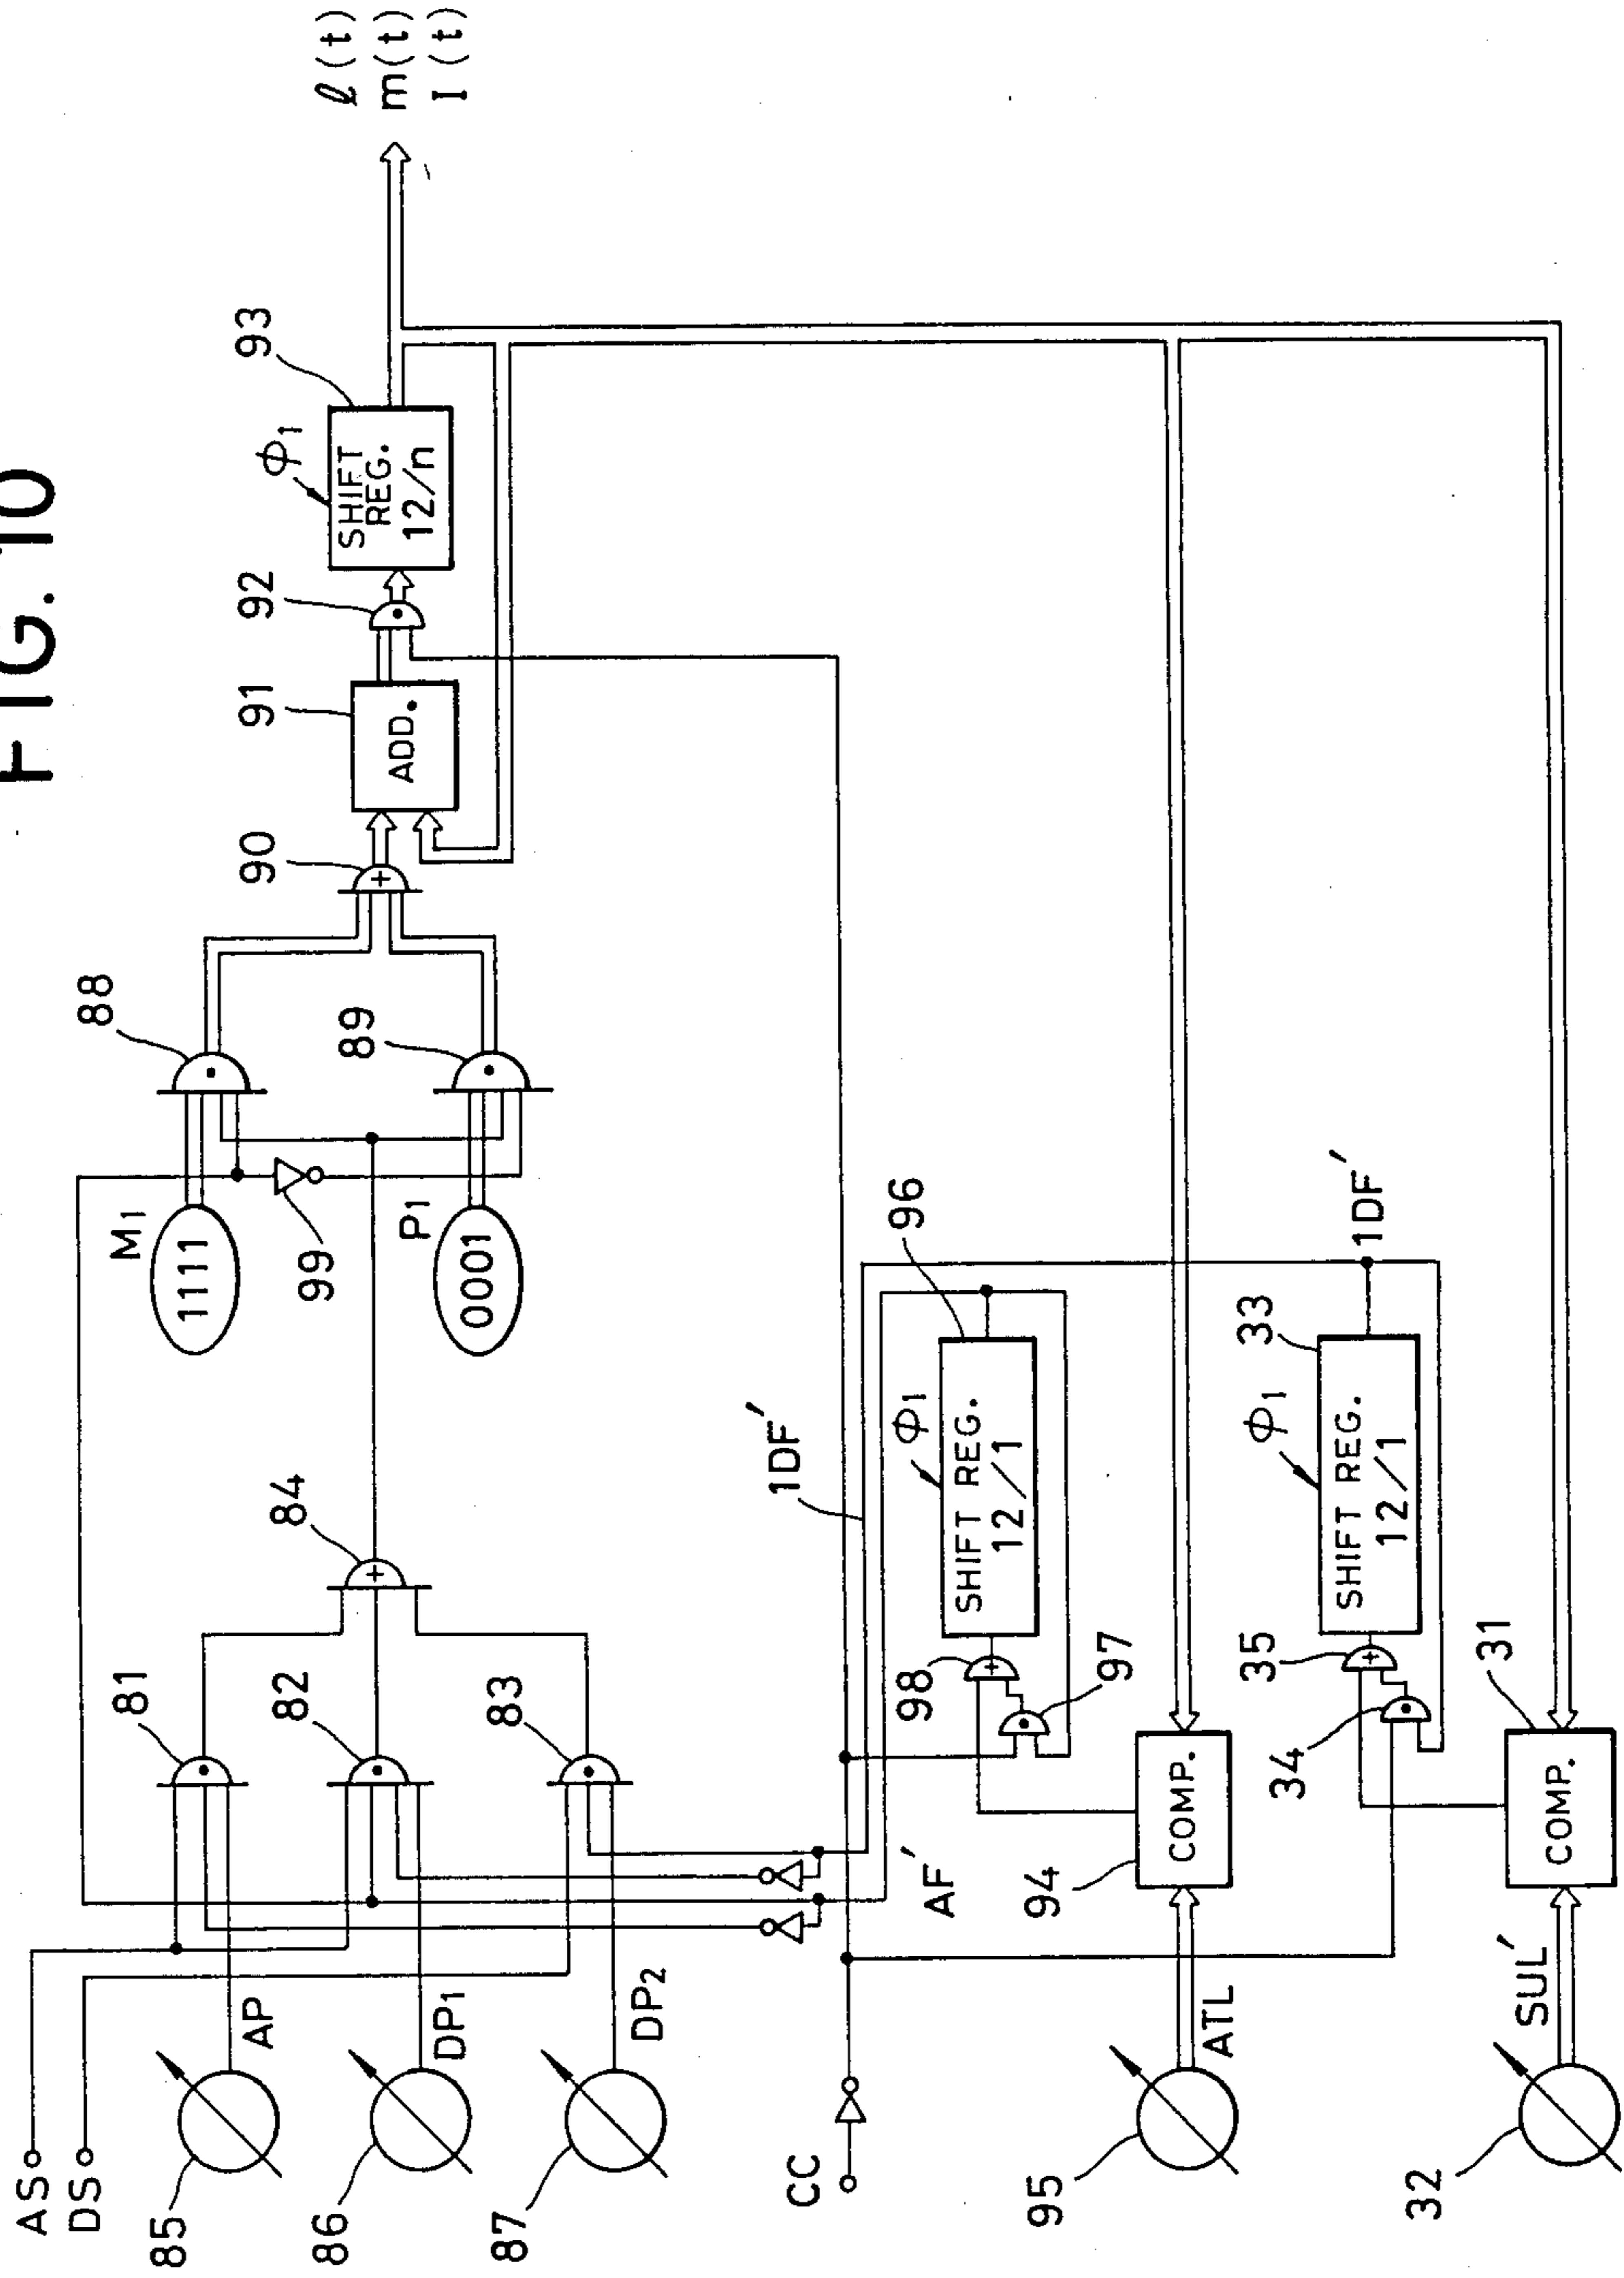 FIG. 10
AS
DS
85
AP
86
DP1
87
DP2
81
82
83
84
M1
1111
99
P1
0001
88
89
90
91
ADD.
92
93
ϕ1
SHIFT
REG.
12/n
ℓ(t)
m(t)
I(t)
CC
1DF′
AF′
98
97
ϕ1
96
SHIFT REG.
12/1
95
ATL
94
COMP.
1DF′
35
34
ϕ1
33
SHIFT REG.
12/1
32
SUL′
31
COMP.